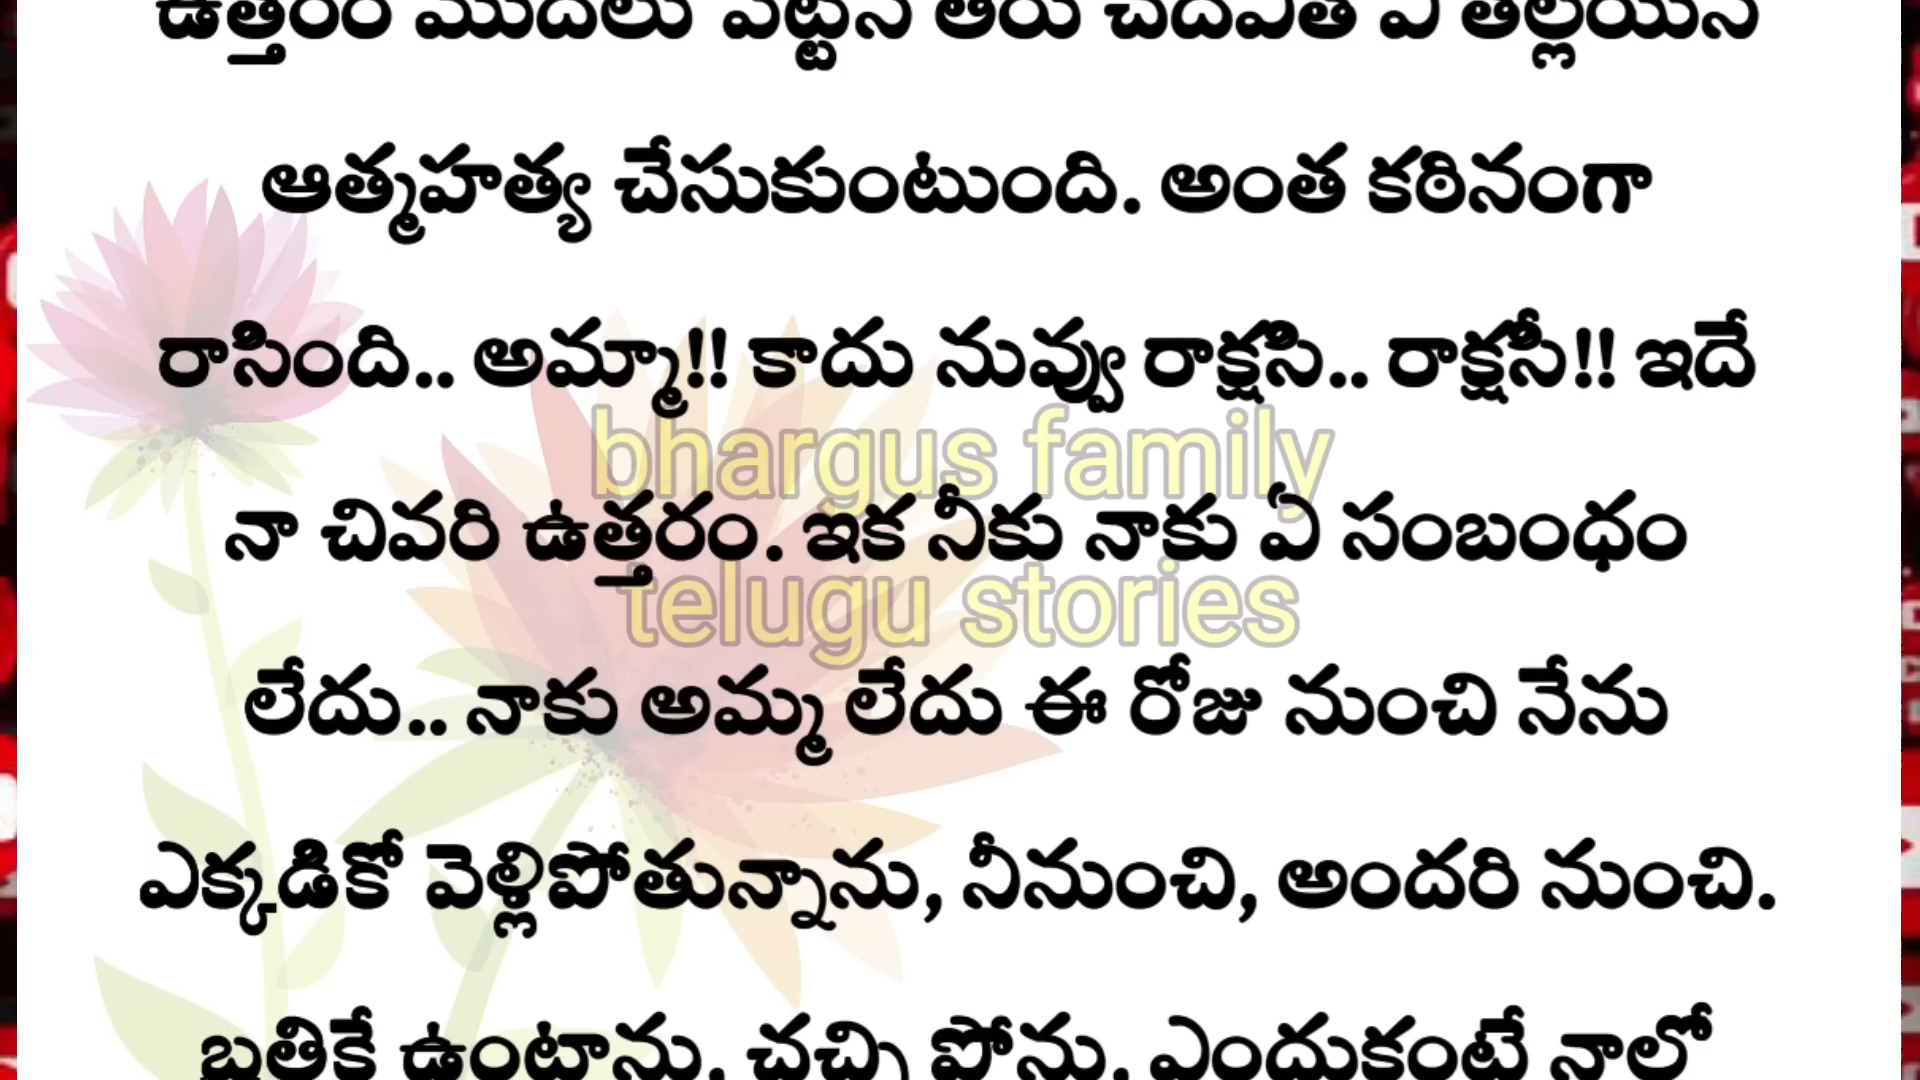 ఉత్తరం మొదలు పెట్టిన తీరు చదివితే ఏ తల్లియినా
ఆత్మహత్య చేసుకుంటుంది. అంత కఠినంగా
రాసింది.. అమ్మా!! కాదు నువ్వు రాక్షసి.. రాక్షసీ!! ఇదే
bhargus family
నా చివరి ఉత్తరం. ఇక నీకు నాకు ఏ సంబంధం
telugu stories
లేదు.. నాకు అమ్మ లేదు ఈ రోజు నుంచి నేను
ఎక్కడికో వెళ్లిపోతున్నాను, నీనుంచి, అందరి నుంచి.
బ్రతికే ఉంటాను. చచ్చి పోను. ఎందుకంటే నాలో